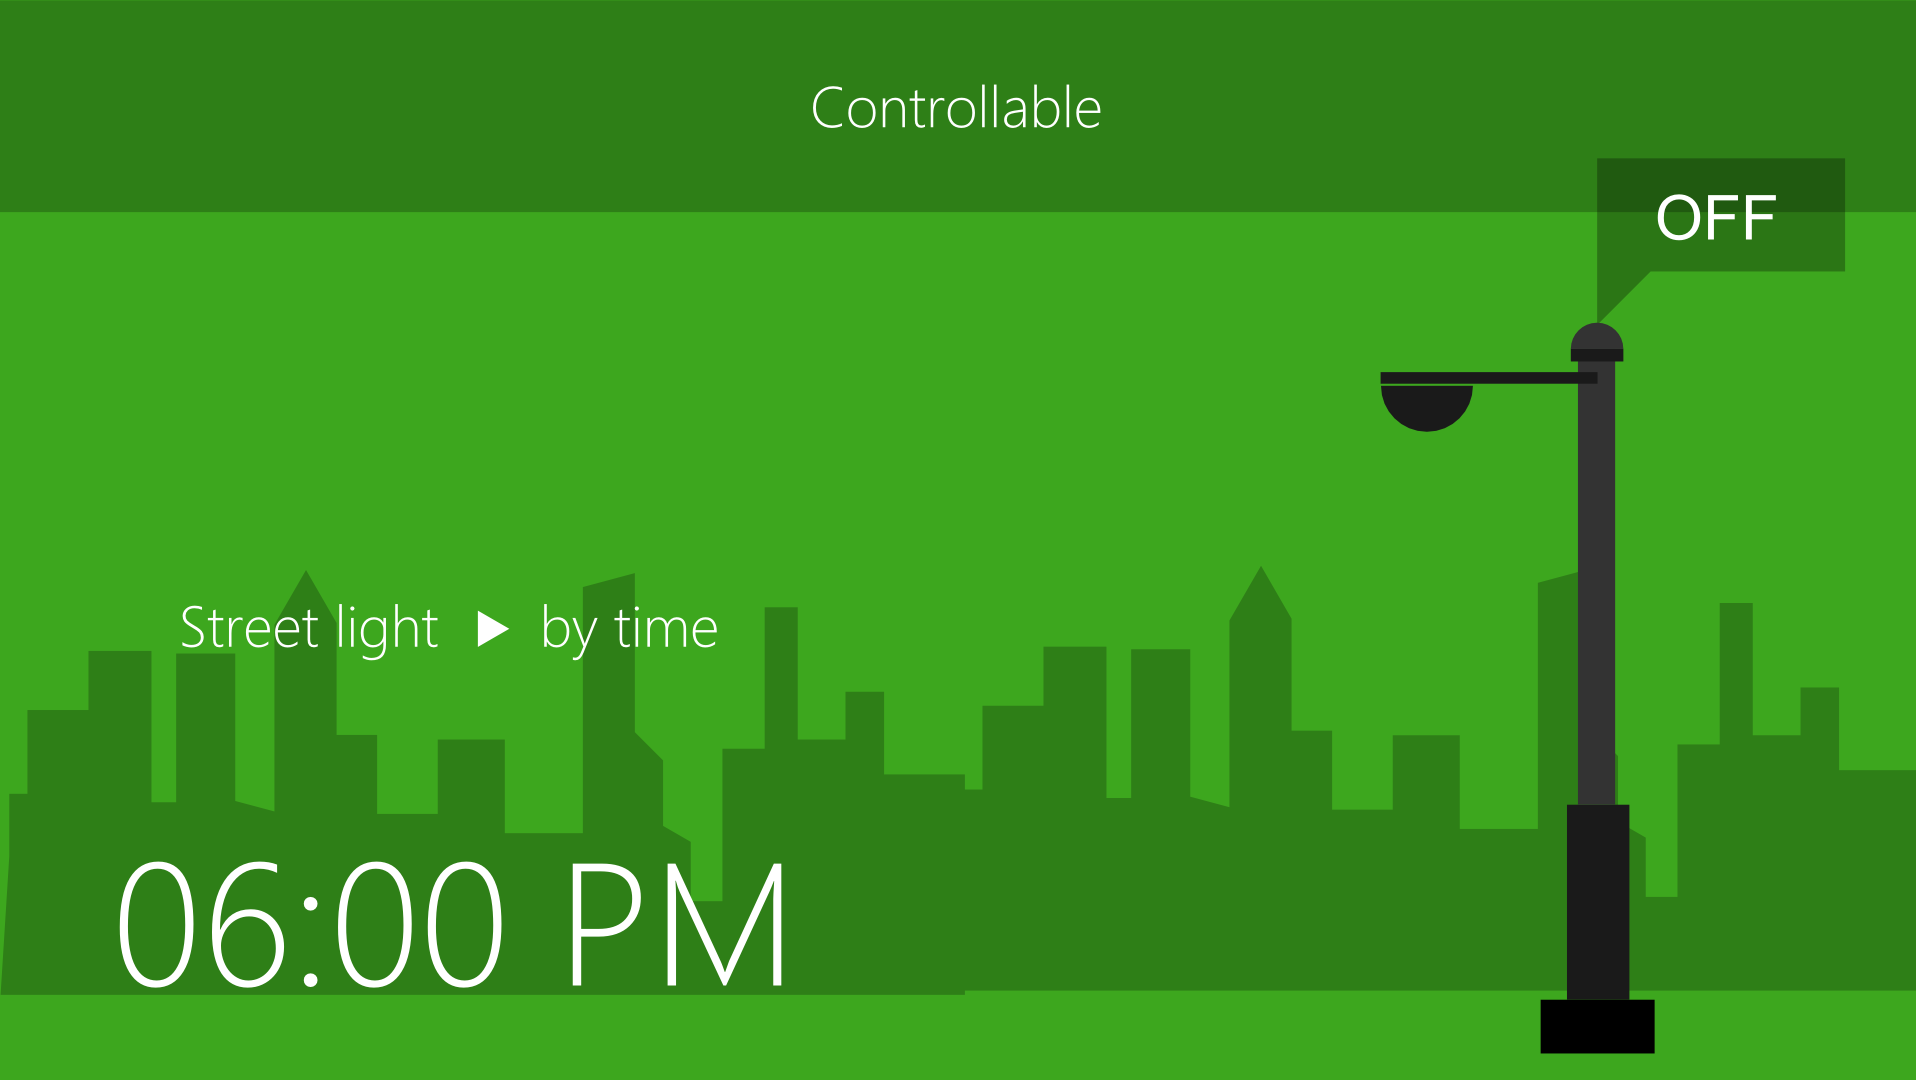 Controllable
OFF
Street light ▶ by time
06:00 PM